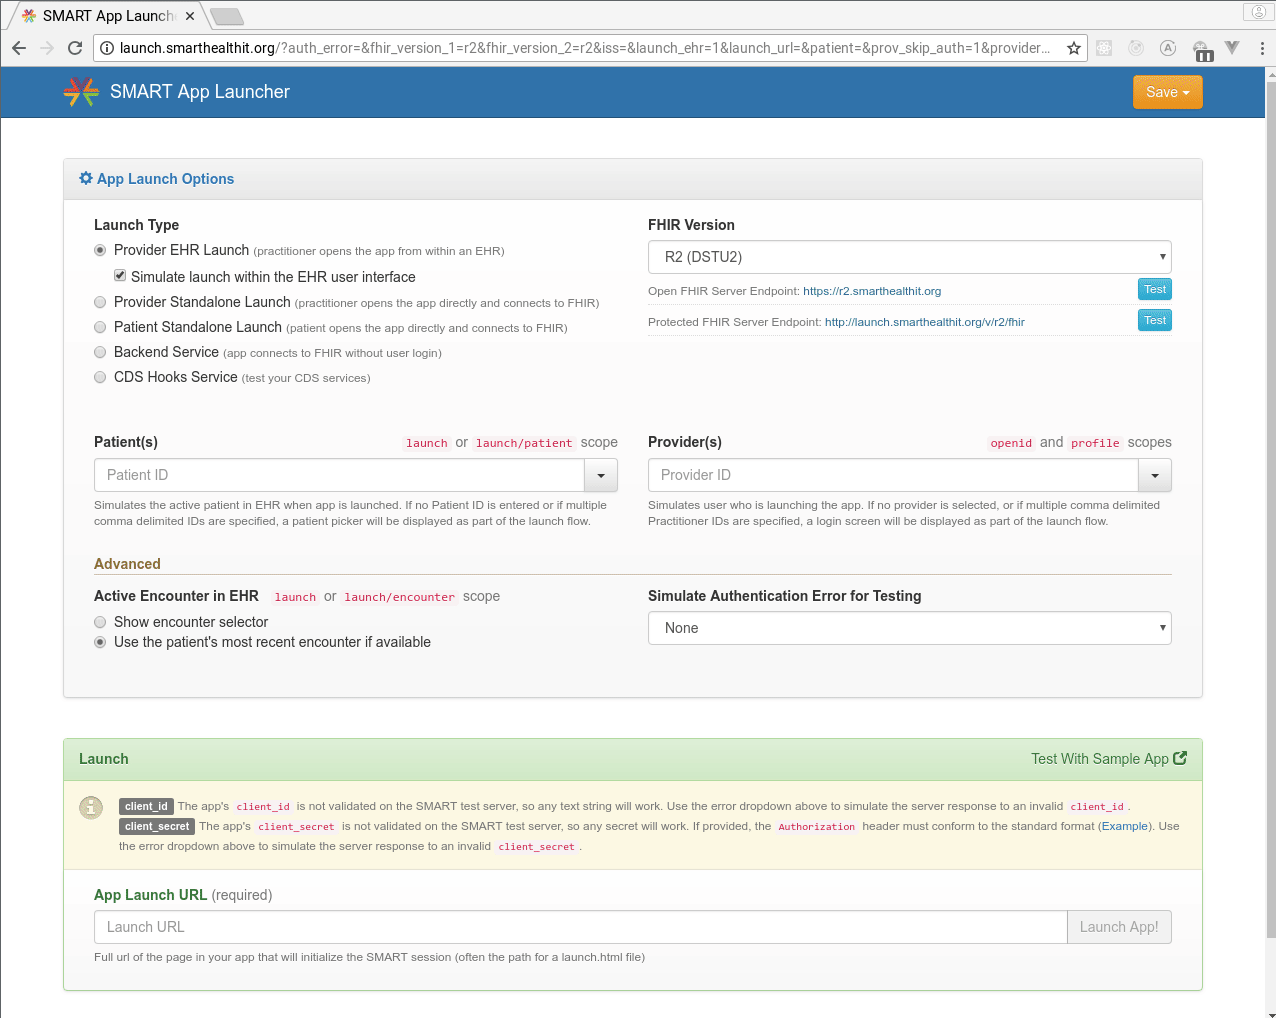 SMART App Launch
launch.smarthealthit.org/?auth_error=&fhir_version_1=r2&fhir_version_2=r2&iss=&launch_ehr=1&launch_url=&patient=&prov_skip_auth=1&provider…
SMART App Launcher
Save
App Launch Options
Launch Type
Provider EHR Launch (practitioner opens the app from within an EHR)
Simulate launch within the EHR user interface
Provider Standalone Launch (practitioner opens the app directly and connects to FHIR)
Patient Standalone Launch (patient opens the app directly and connects to FHIR)
Backend Service (app connects to FHIR without user login)
CDS Hooks Service (test your CDS services)
FHIR Version
R2 (DSTU2)
Open FHIR Server Endpoint: https://r2.smarthealthit.org Test
Protected FHIR Server Endpoint: http://launch.smarthealthit.org/v/r2/fhir Test
Patient(s) launch or launch/patient scope
Patient ID
Simulates the active patient in EHR when app is launched. If no Patient ID is entered or if multiple
comma delimited IDs are specified, a patient picker will be displayed as part of the launch flow.
Provider(s) openid and profile scopes
Provider ID
Simulates user who is launching the app. If no provider is selected, or if multiple comma delimited
Practitioner IDs are specified, a login screen will be displayed as part of the launch flow.
Advanced
Active Encounter in EHR launch or launch/encounter scope
Show encounter selector
Use the patient's most recent encounter if available
Simulate Authentication Error for Testing
None
Launch
Test With Sample App
client_id The app's client_id is not validated on the SMART test server, so any text string will work. Use the error dropdown above to simulate the server response to an invalid client_id .
client_secret The app's client_secret is not validated on the SMART test server, so any secret will work. If provided, the Authorization header must conform to the standard format (Example). Use
the error dropdown above to simulate the server response to an invalid client_secret .
App Launch URL (required)
Launch URL
Launch App!
Full url of the page in your app that will initialize the SMART session (often the path for a launch.html file)